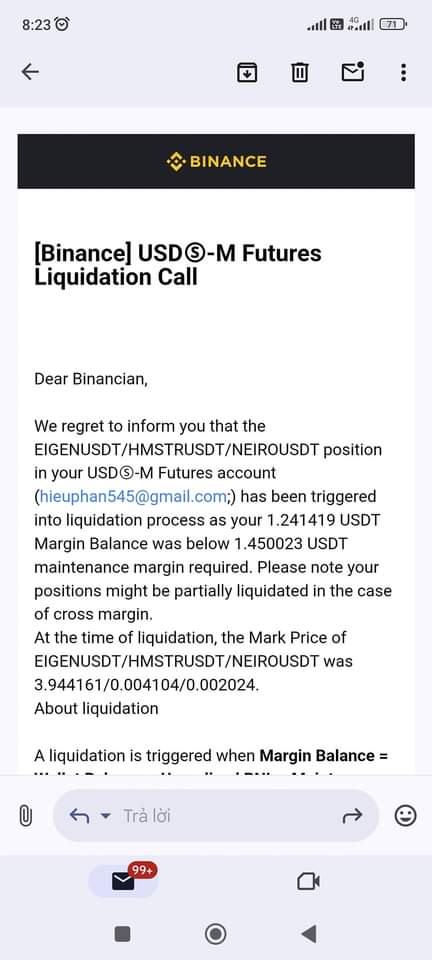 8:23
4G
71
BINANCE
[Binance] USDⓈ-M Futures
Liquidation Call
Dear Binancian,
We regret to inform you that the
EIGENUSDT/HMSTRUSDT/NEIROUSDT position
in your USDⓈ-M Futures account
(hieuphan545@gmail.com;) has been triggered
into liquidation process as your 1.241419 USDT
Margin Balance was below 1.450023 USDT
maintenance margin required. Please note your
positions might be partially liquidated in the case
of cross margin.
At the time of liquidation, the Mark Price of
EIGENUSDT/HMSTRUSDT/NEIROUSDT was
3.944161/0.004104/0.002024.
About liquidation
A liquidation is triggered when Margin Balance =
Trả lời
99+